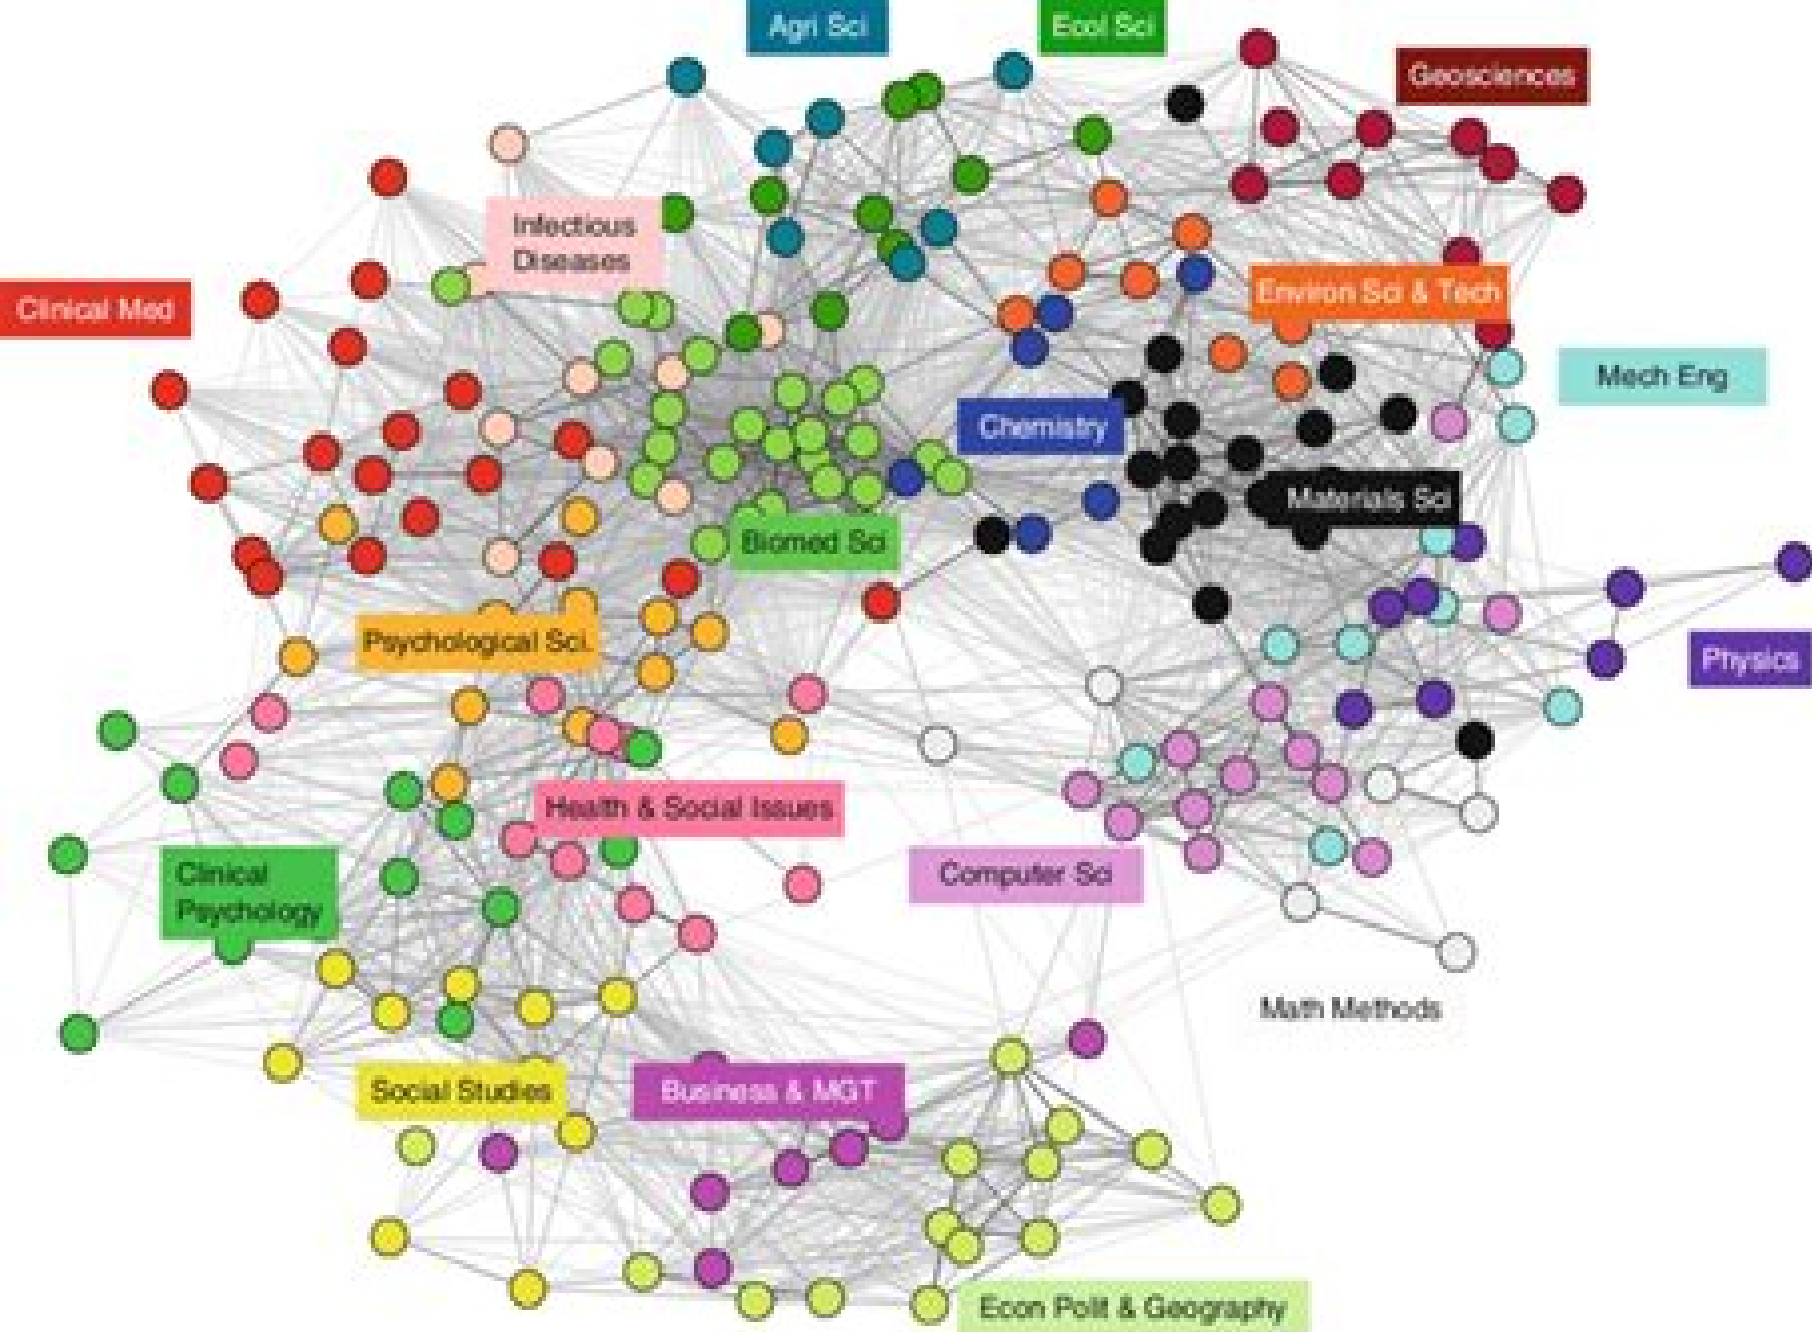 Agri Sci
Ecol Sci
Geosciences
Infectious
Diseases
Clinical Med
Environ Sci & Tech
Mech Eng
Chemistry
Materials Sci
Biomed Sci
Psychological Sci.
Physics
Health & Social Issues
Clinical
Psychology
Computer Sci
Math Methods
Social Studies
Business & MGT
Econ Polit & Geography